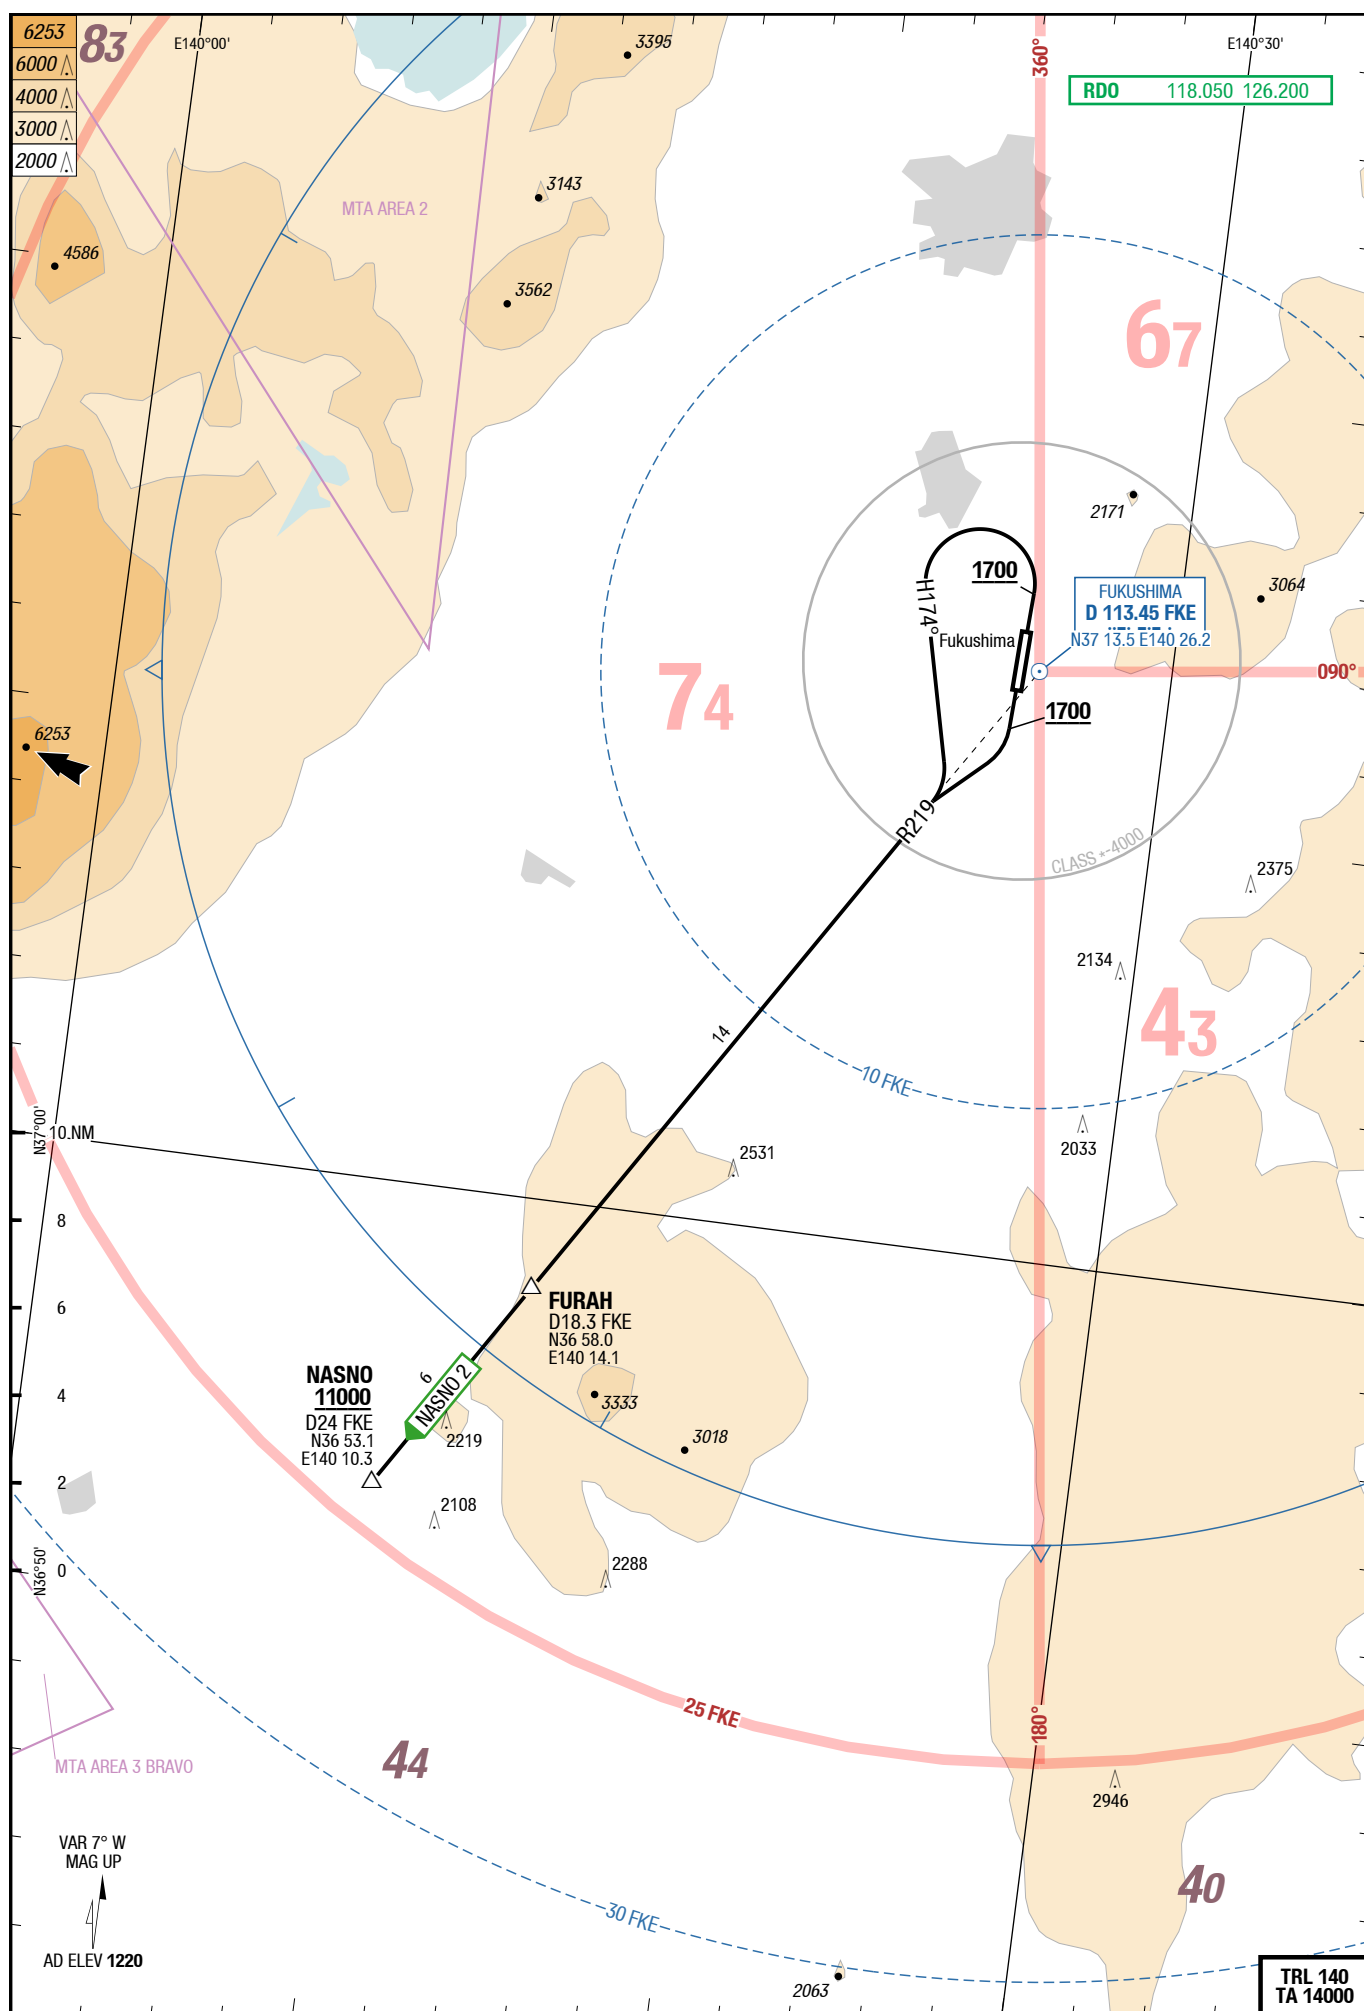 6253
6000
4000
3000
2000
83
E140°00'
3395
360°
E140°30'
RDO 118.050 126.200
3143
MTA AREA 2
4586
3562
67
2171
1700
3064
H174°
FUKUSHIMA
D 113.45 FKE
N37 13.5 E140 26.2
Fukushima
090°
74
1700
6253
R219
CLASS *-4000
2375
2134
43
14
10 FKE
N37°00'
10 NM
2033
2531
8
6
FURAH
D18.3 FKE
N36 58.0
E140 14.1
NASNO
11000
D24 FKE
N36 53.1
E140 10.3
6
NASNO 2
4
3333
2219
3018
2
2108
2288
N36°50'
0
25 FKE
180°
44
MTA AREA 3 BRAVO
2946
VAR 7° W
MAG UP
40
30 FKE
AD ELEV 1220
2063
TRL 140
TA 14000